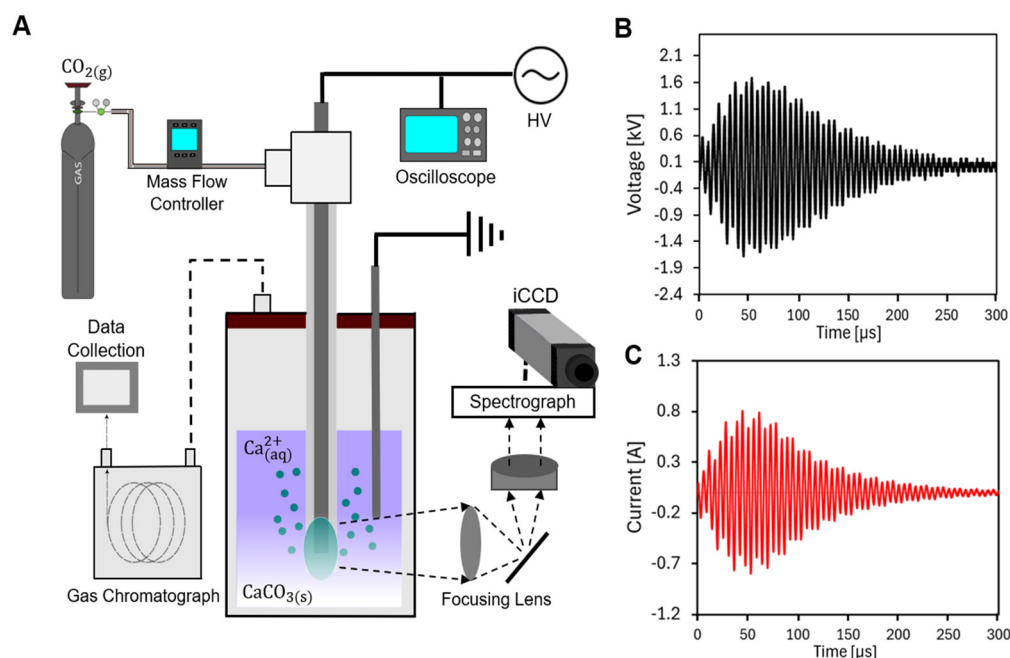 A
CO2(g)
GAS
Mass Flow
Controller
HV
Oscilloscope
Data
Collection
Gas Chromatograph
Ca2+(aq)
CaCO3(s)
iCCD
Spectrograph
Focusing Lens
B
Voltage [kV]
2.1
1.6
1.1
0.6
0.1
-0.4
-0.9
-1.4
-1.9
-2.4
0 50 100 150 200 250 300
Time [µs]
C
Current [A]
1.3
0.8
0.3
-0.2
-0.7
-1.2
0 50 100 150 200 250 300
Time [µs]